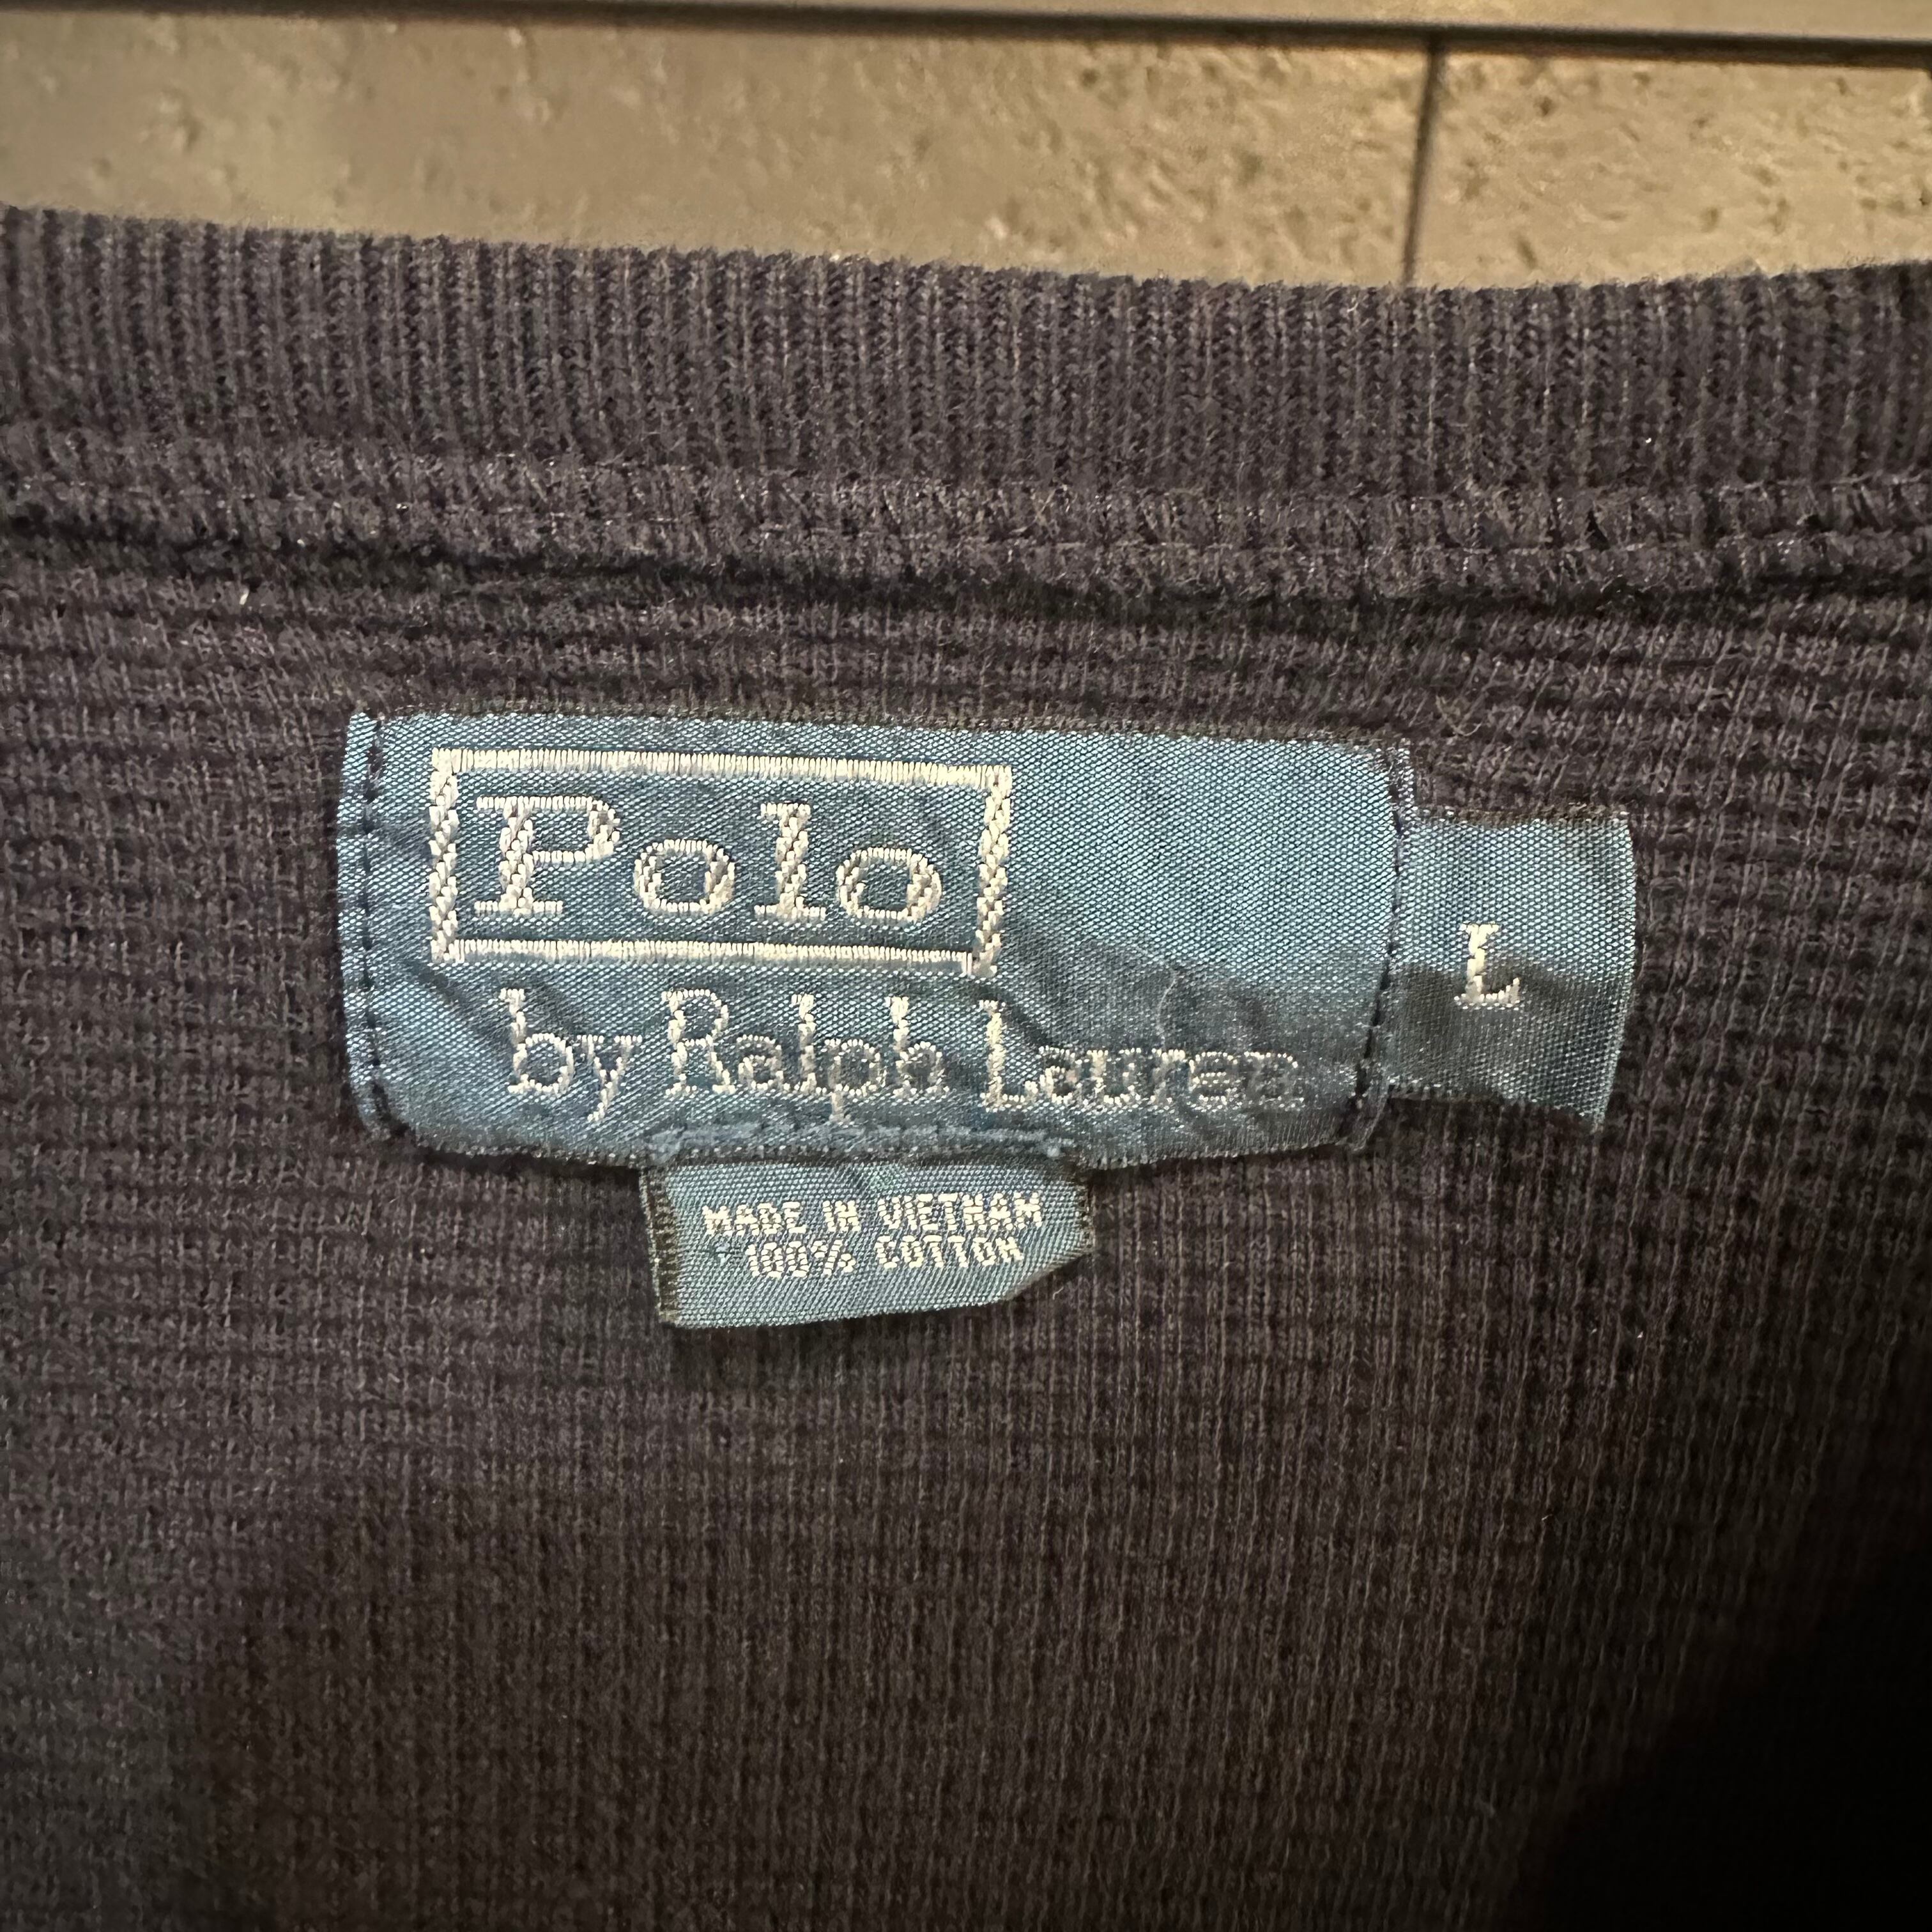 Polo
by Ralph Lauren
L
MADE IN VIETNAM
100% COTTON